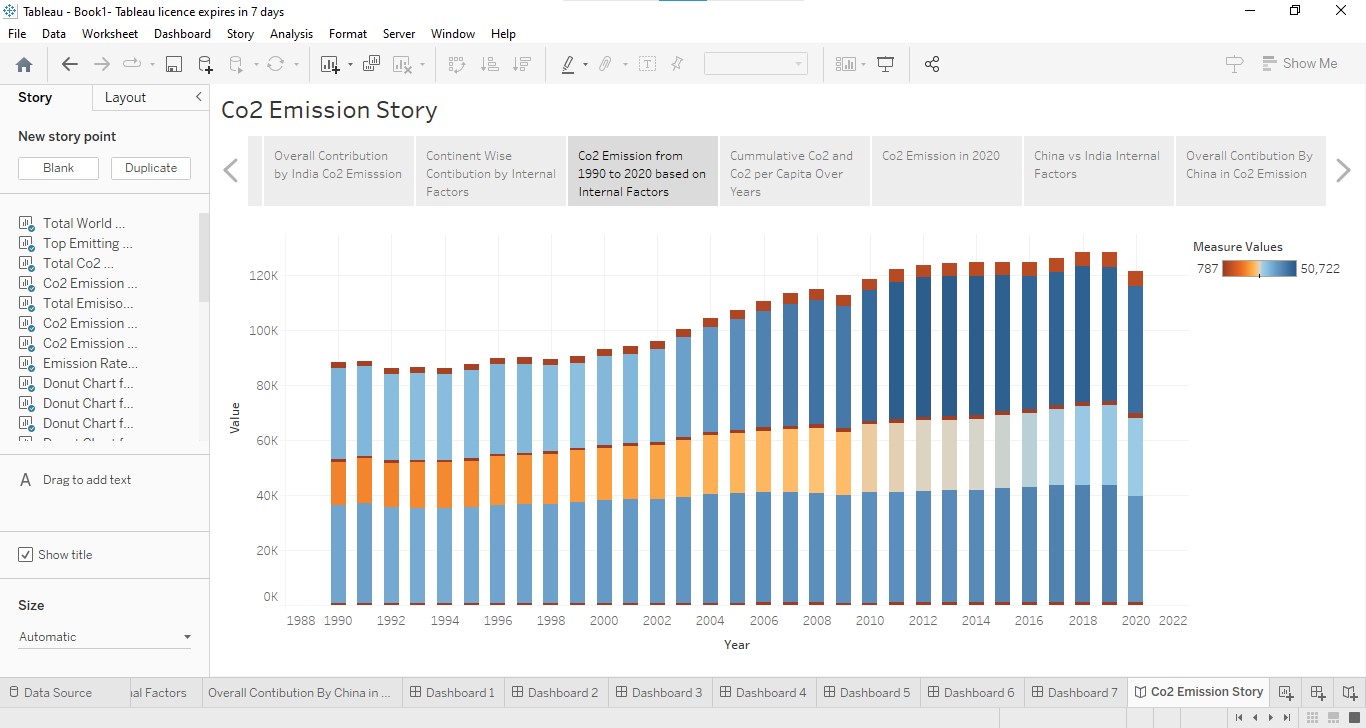 Tableau - Book1- Tableau licence expires in 7 days
File Data Worksheet Dashboard Story Analysis Format Server Window Help
Show Me
Story Layout
New story point
Blank Duplicate
Total World ...
Top Emitting ...
Total Co2 ...
Co2 Emission ...
Total Emisiso...
Co2 Emission ...
Co2 Emission ...
Emission Rate...
Donut Chart f...
Donut Chart f...
Donut Chart f...
A Drag to add text
Show title
Size
Automatic
Co2 Emission Story
Overall Contribution
by India Co2 Emisssion
Continent Wise
Contibution by Internal
Factors
Co2 Emission from
1990 to 2020 based on
Internal Factors
Cummulative Co2 and
Co2 per Capita Over
Years
Co2 Emission in 2020
China vs India Internal
Factors
Overall Contibution By
China in Co2 Emission
Measure Values
787 50,722
120K
100K
80K
60K
40K
20K
0K
Value
1988 1990 1992 1994 1996 1998 2000 2002 2004 2006 2008 2010 2012 2014 2016 2018 2020 2022
Year
Data Source al Factors Overall Contibution By China in ... Dashboard 1 Dashboard 2 Dashboard 3 Dashboard 4 Dashboard 5 Dashboard 6 Dashboard 7 Co2 Emission Story